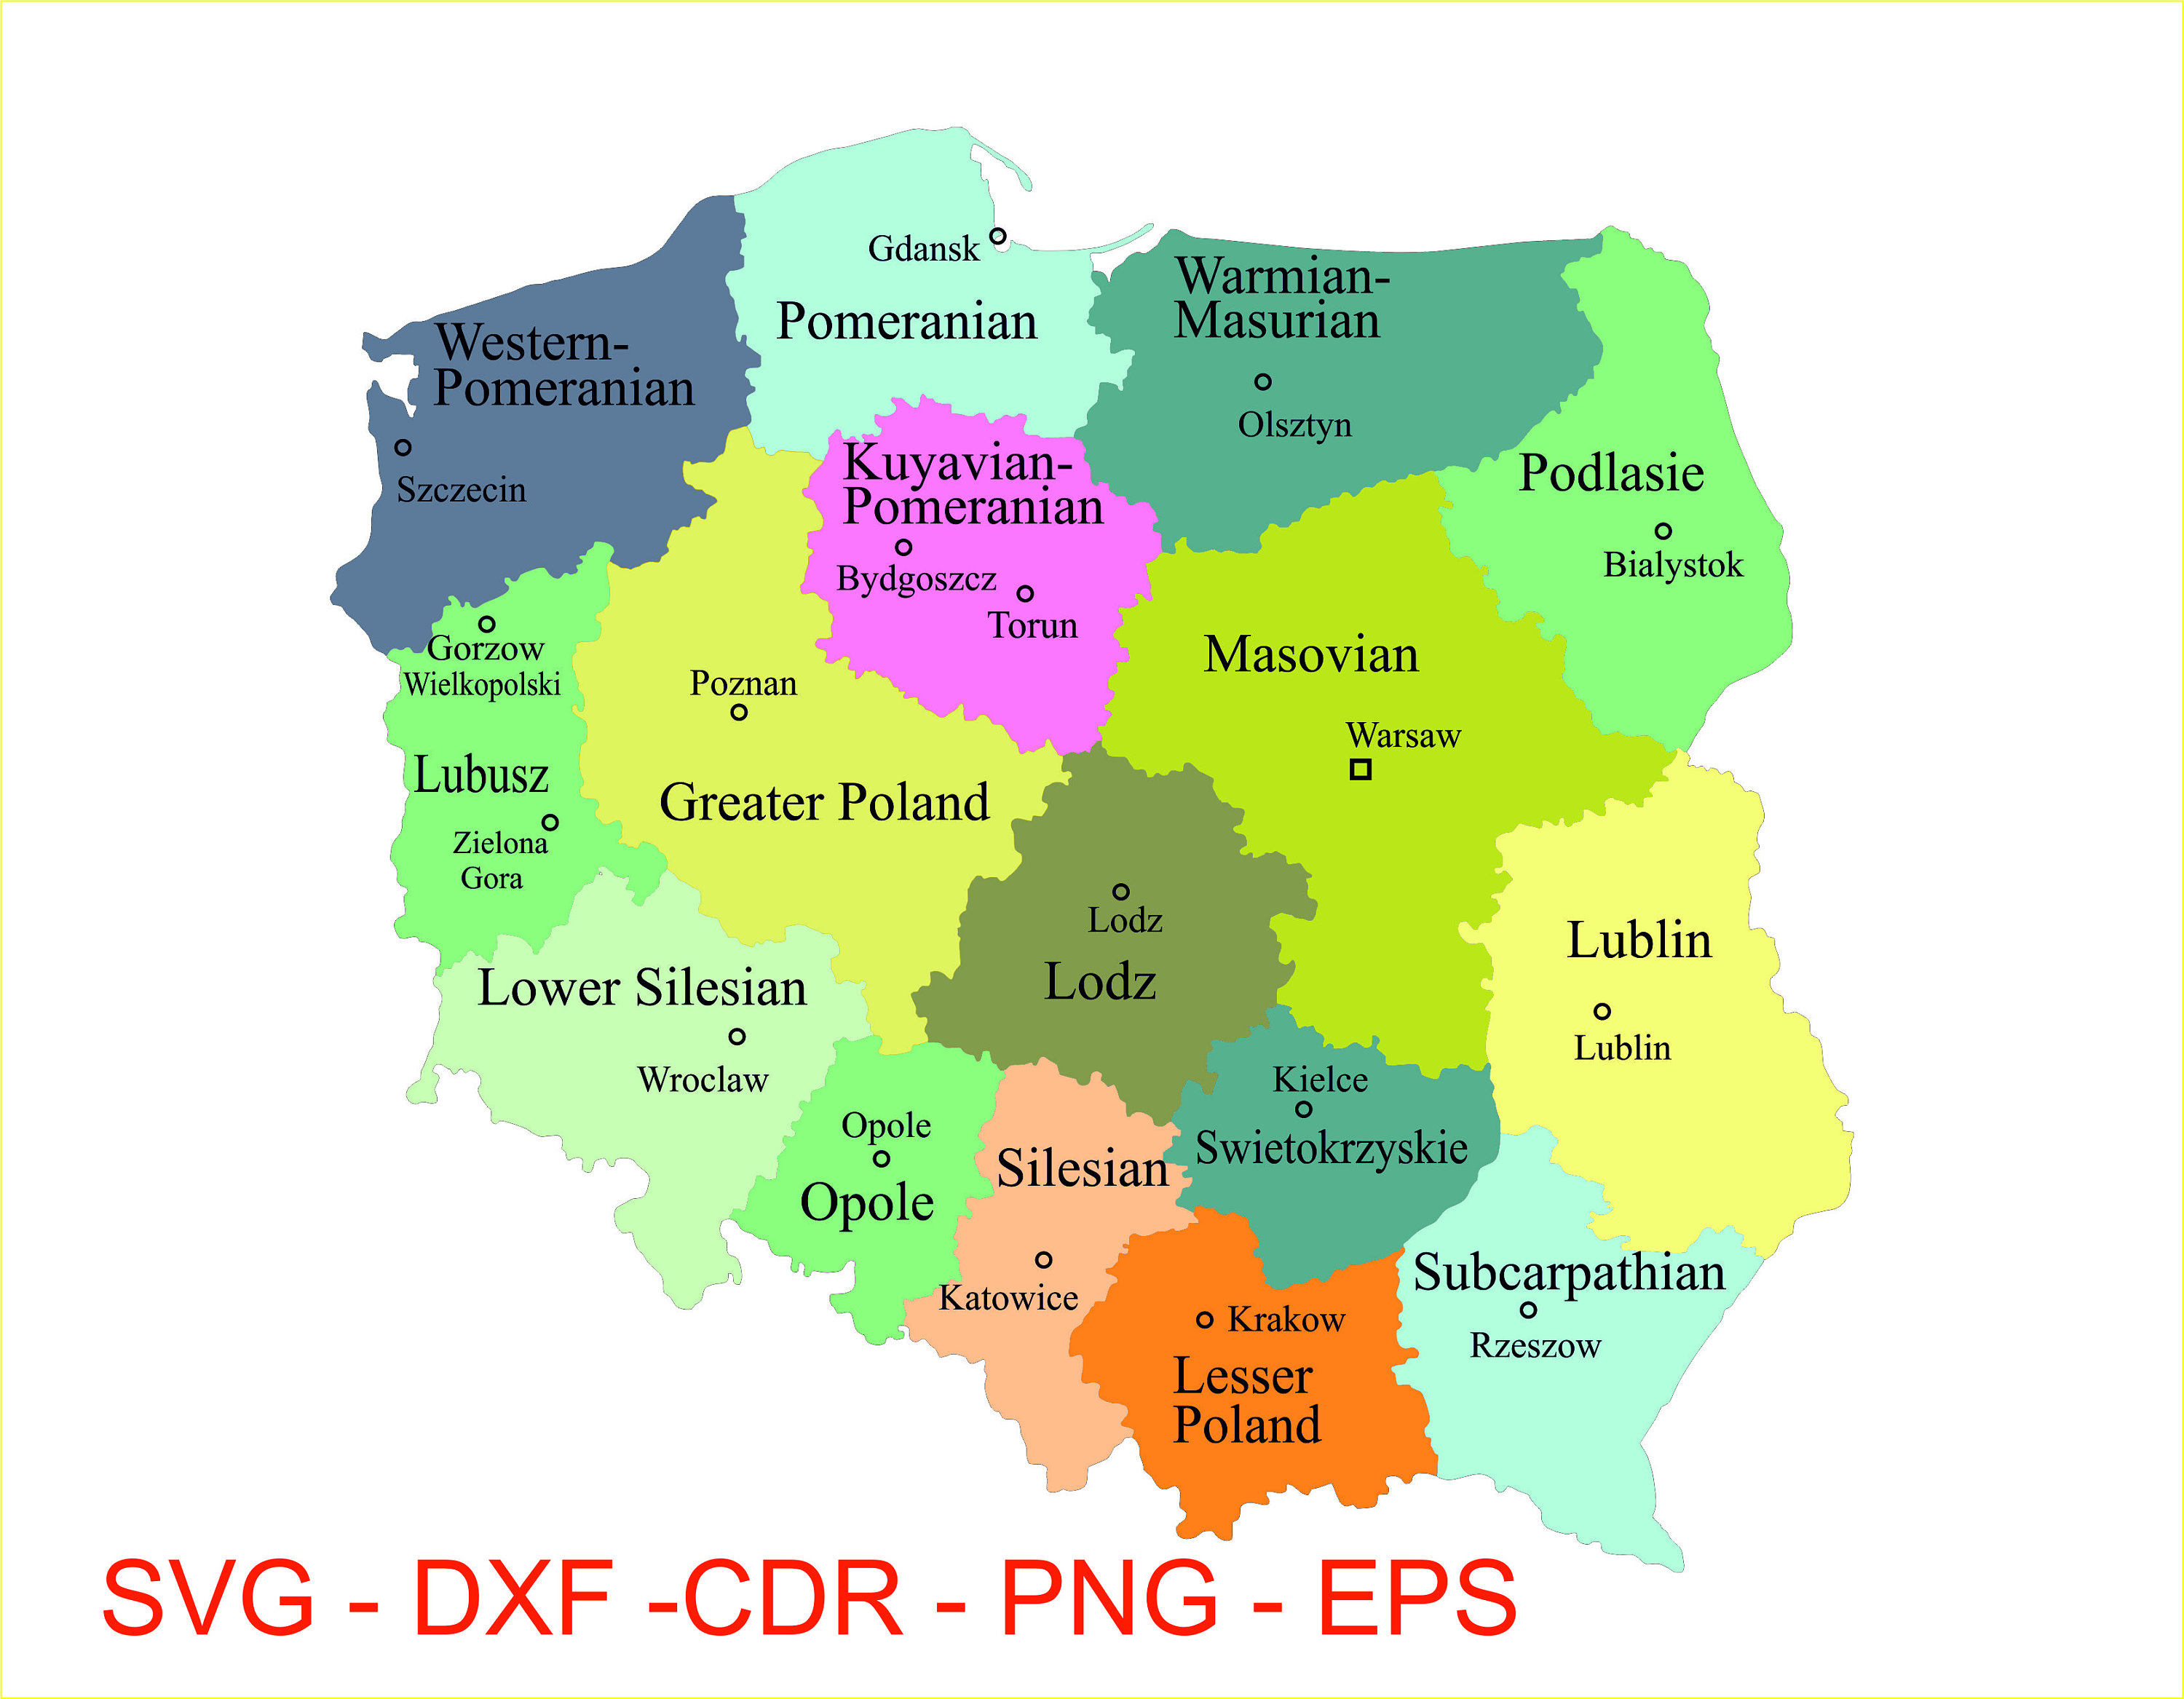 Gdansk
Pomeranian
Warmian-
Masurian
Olsztyn
Western-
Pomeranian
Szczecin
Kuyavian-
Pomeranian
Bydgoszcz
Torun
Podlasie
Bialystok
Gorzow
Wielkopolski
Lubusz
Zielona
Gora
Poznan
Greater Poland
Masovian
Warsaw
Lodz
Lodz
Lublin
Lublin
Lower Silesian
Wroclaw
Opole
Opole
Silesian
Katowice
Kielce
Swietokrzyskie
Krakow
Lesser
Poland
Subcarpathian
Rzeszow
SVG - DXF -CDR - PNG - EPS